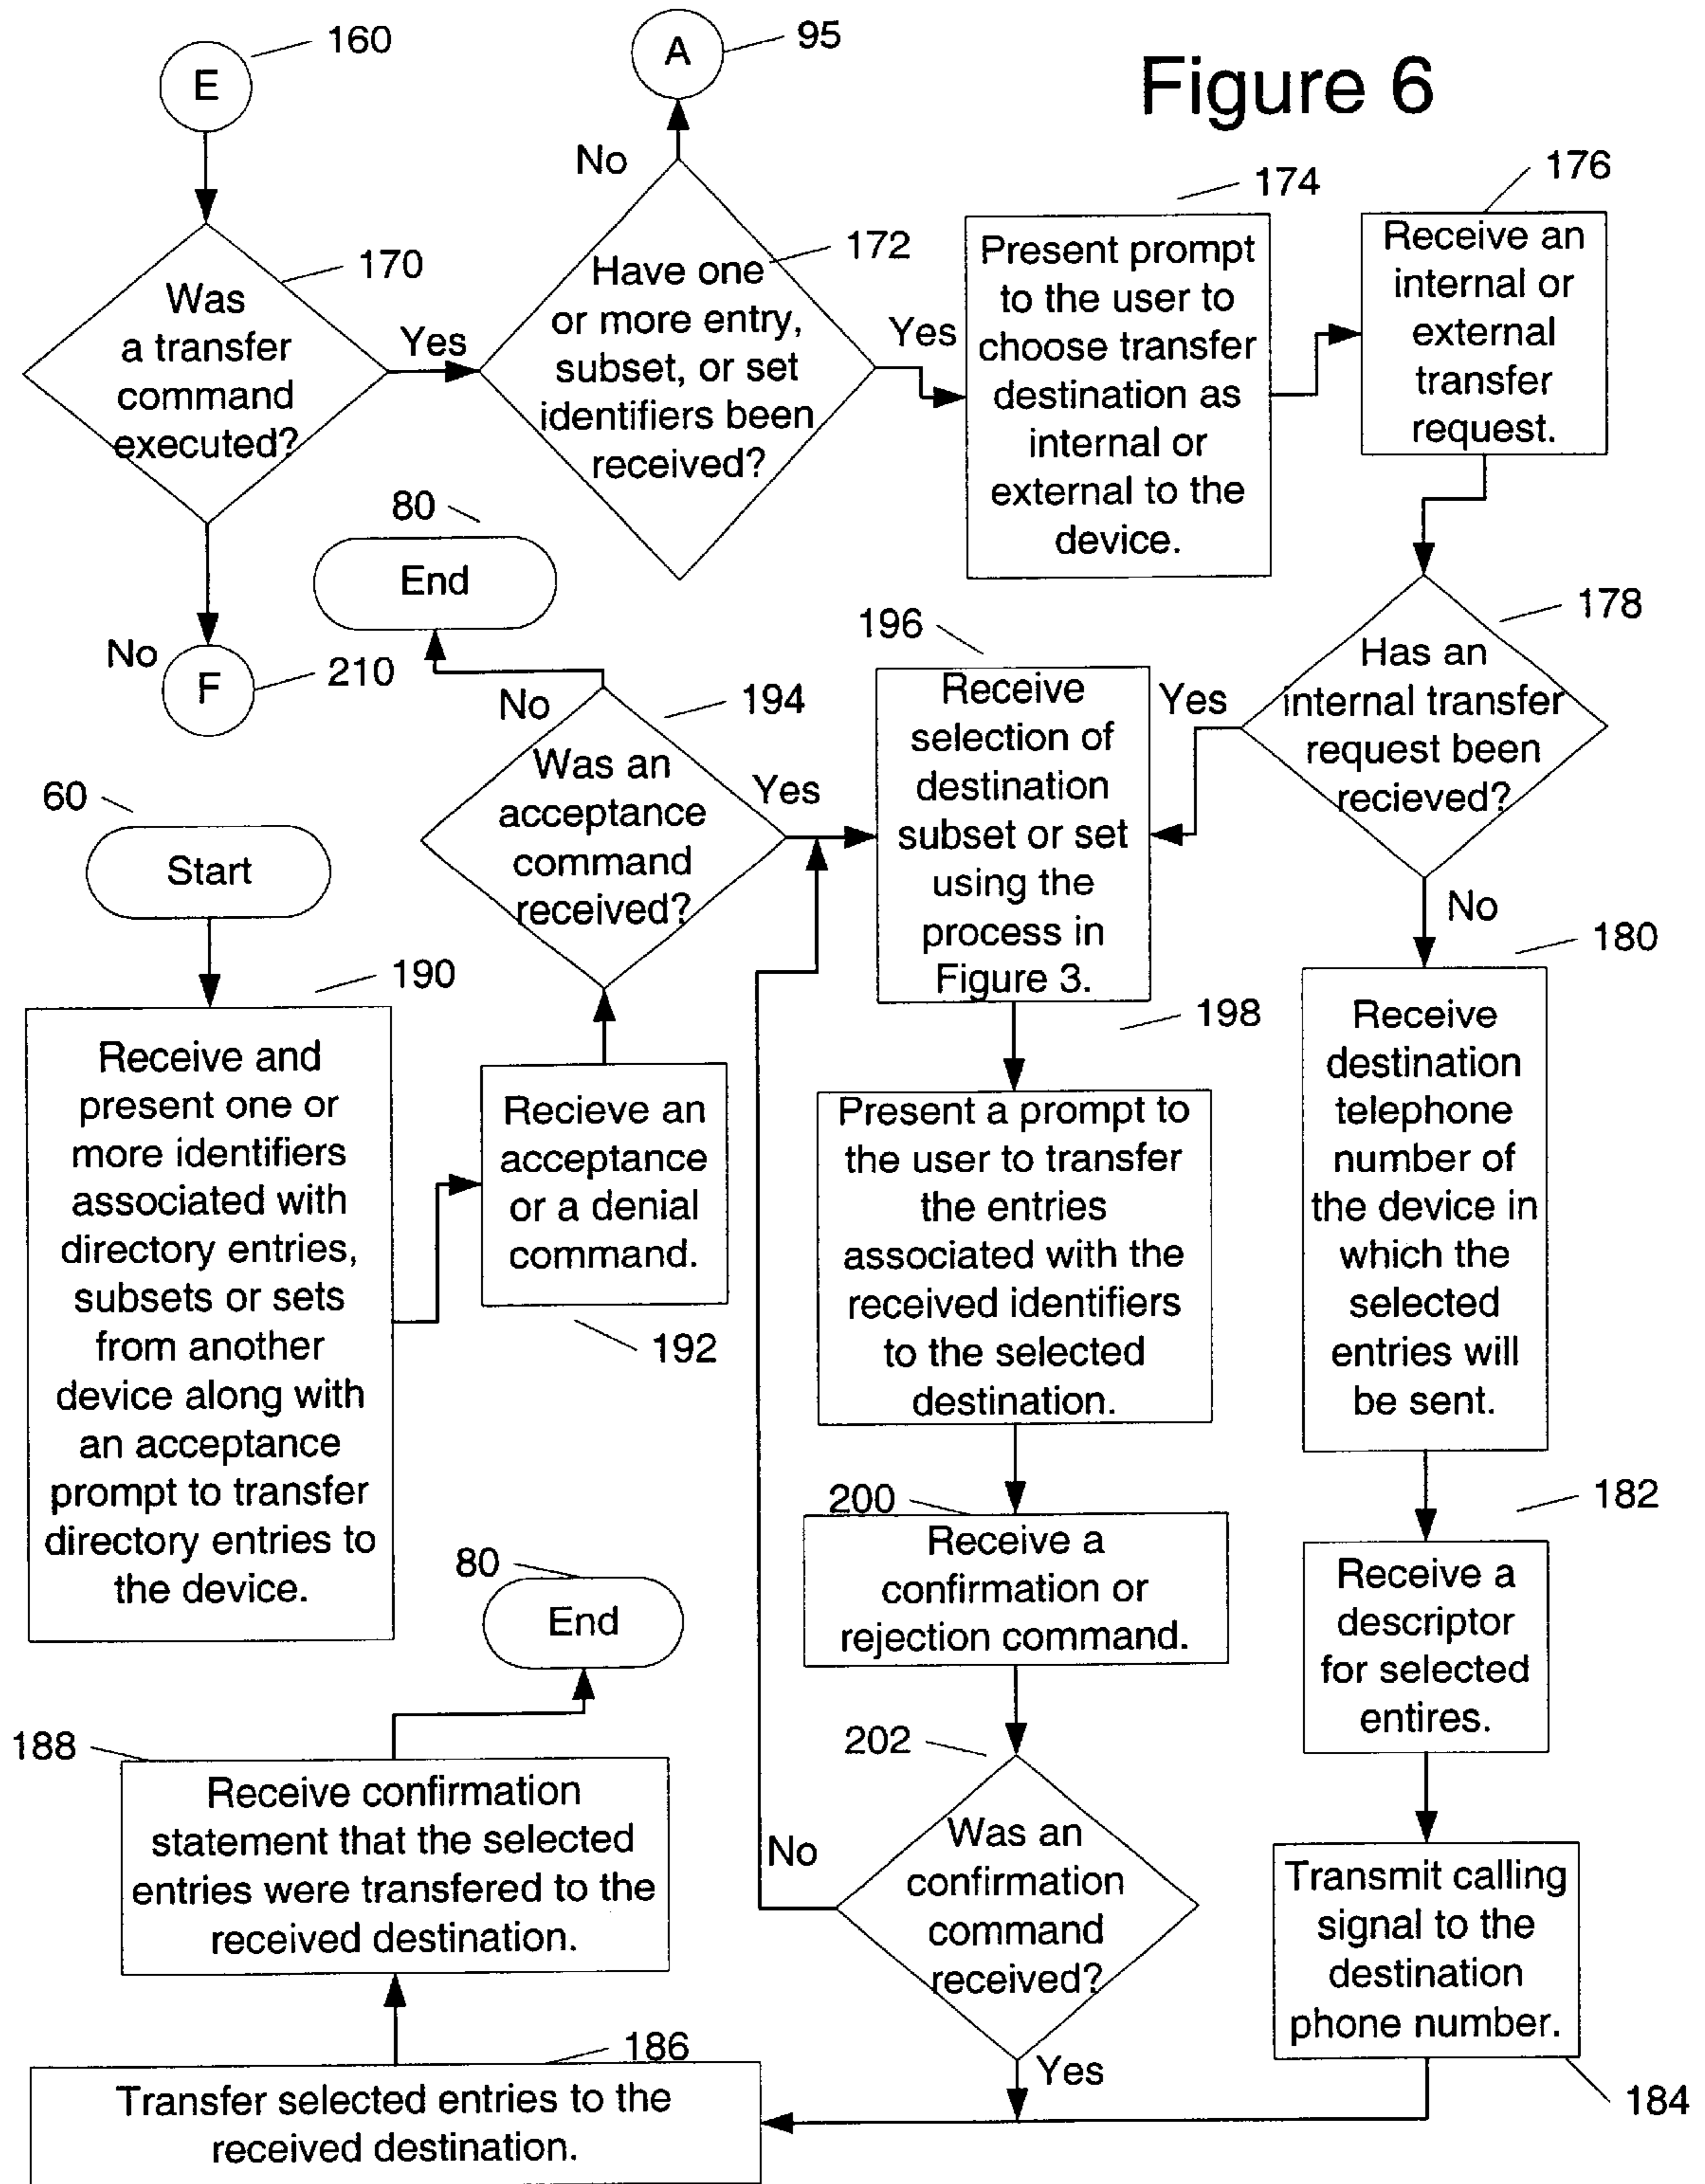 Figure 6
E
160
A
95
Was
a transfer
command
executed?
170
Yes
No
F
210
No
Have one
or more entry,
subset, or set
identifiers been
received?
172
Yes
174
Present prompt
to the user to
choose transfer
destination as
internal or
external to the
device.
176
Receive an
internal or
external
transfer
request.
178
Has an
internal transfer
request been
recieved?
Yes
No
80
End
No
194
Was an
acceptance
command
received?
Yes
196
Receive
selection of
destination
subset or set
using the
process in
Figure 3.
60
Start
190
Receive and
present one or
more identifiers
associated with
directory entries,
subsets or sets
from another
device along with
an acceptance
prompt to transfer
directory entries to
the device.
Recieve an
acceptance
or a denial
command.
192
198
Present a prompt to
the user to transfer
the entries
associated with the
received identifiers
to the selected
destination.
180
Receive
destination
telephone
number of
the device in
which the
selected
entries will
be sent.
200
Receive a
confirmation or
rejection command.
182
Receive a
descriptor
for selected
entires.
80
End
188
Receive confirmation
statement that the selected
entries were transfered to the
received destination.
202
No
Was an
confirmation
command
received?
Yes
Transmit calling
signal to the
destination
phone number.
184
186
Transfer selected entries to the
received destination.